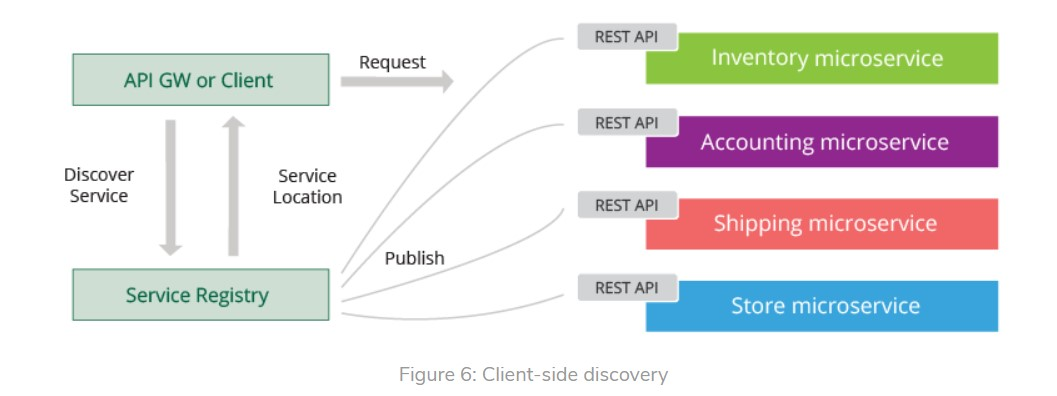 REST API
Inventory microservice
API GW or Client
Request
REST API
Accounting microservice
Discover
Service
Service
Location
REST API
Shipping microservice
Publish
Service Registry
REST API
Store microservice
Figure 6: Client-side discovery